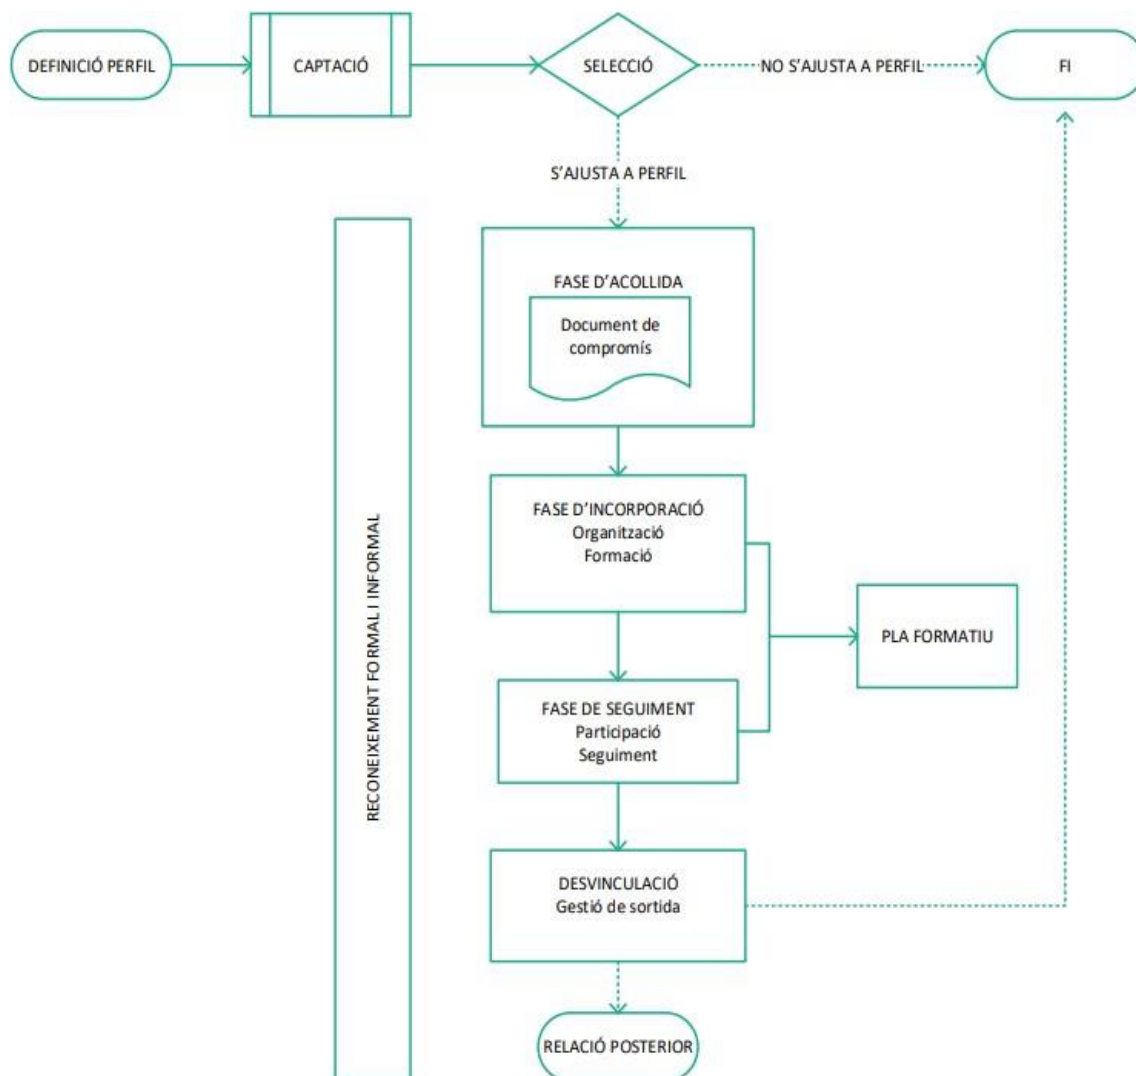 DEFINICIÓ PERFIL
CAPTACIÓ
SELECCIÓ
NO S'AJUSTA A PERFIL
FI
S'AJUSTA A PERFIL
FASE D'ACOLLIDA
Document de
compromís
RECONEIXEMENT FORMAL I INFORMAL
FASE D'INCORPORACIÓ
Organització
Formació
PLA FORMATIU
FASE DE SEGUIMENT
Participació
Seguiment
DESVINCULACIÓ
Gestió de sortida
RELACIÓ POSTERIOR